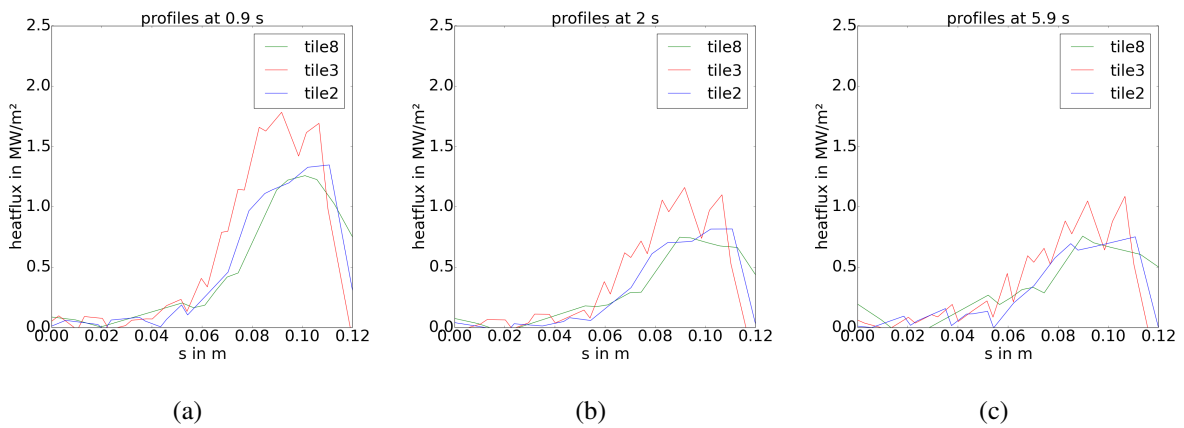 profiles at 0.9 s
2.5
2.0
1.5
1.0
0.5
0.0
heatflux in MW/m²
tile8
tile3
tile2
0.00 0.02 0.04 0.06 0.08 0.10 0.12
s in m
(a)
profiles at 2 s
2.5
2.0
1.5
1.0
0.5
0.0
heatflux in MW/m²
tile8
tile3
tile2
0.00 0.02 0.04 0.06 0.08 0.10 0.12
s in m
(b)
profiles at 5.9 s
2.5
2.0
1.5
1.0
0.5
0.0
heatflux in MW/m²
tile8
tile3
tile2
0.00 0.02 0.04 0.06 0.08 0.10 0.12
s in m
(c)